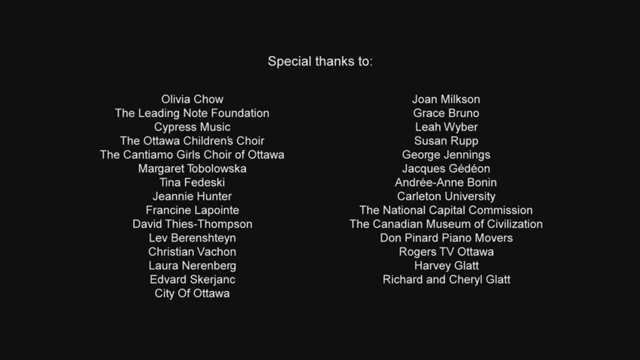 Special thanks to:
Olivia Chow
The Leading Note Foundation
Cypress Music
The Ottawa Children's Choir
The Cantiamo Girls Choir of Ottawa
Margaret Tobolowska
Tina Fedeski
Jeannie Hunter
Francine Lapointe
David Thies-Thompson
Lev Berenshteyn
Christian Vachon
Laura Nerenberg
Edvard Skerjanc
City Of Ottawa
Joan Milkson
Grace Bruno
Leah Wyber
Susan Rupp
George Jennings
Jacques Gédéon
Andrée-Anne Bonin
Carleton University
The National Capital Commission
The Canadian Museum of Civilization
Don Pinard Piano Movers
Rogers TV Ottawa
Harvey Glatt
Richard and Cheryl Glatt